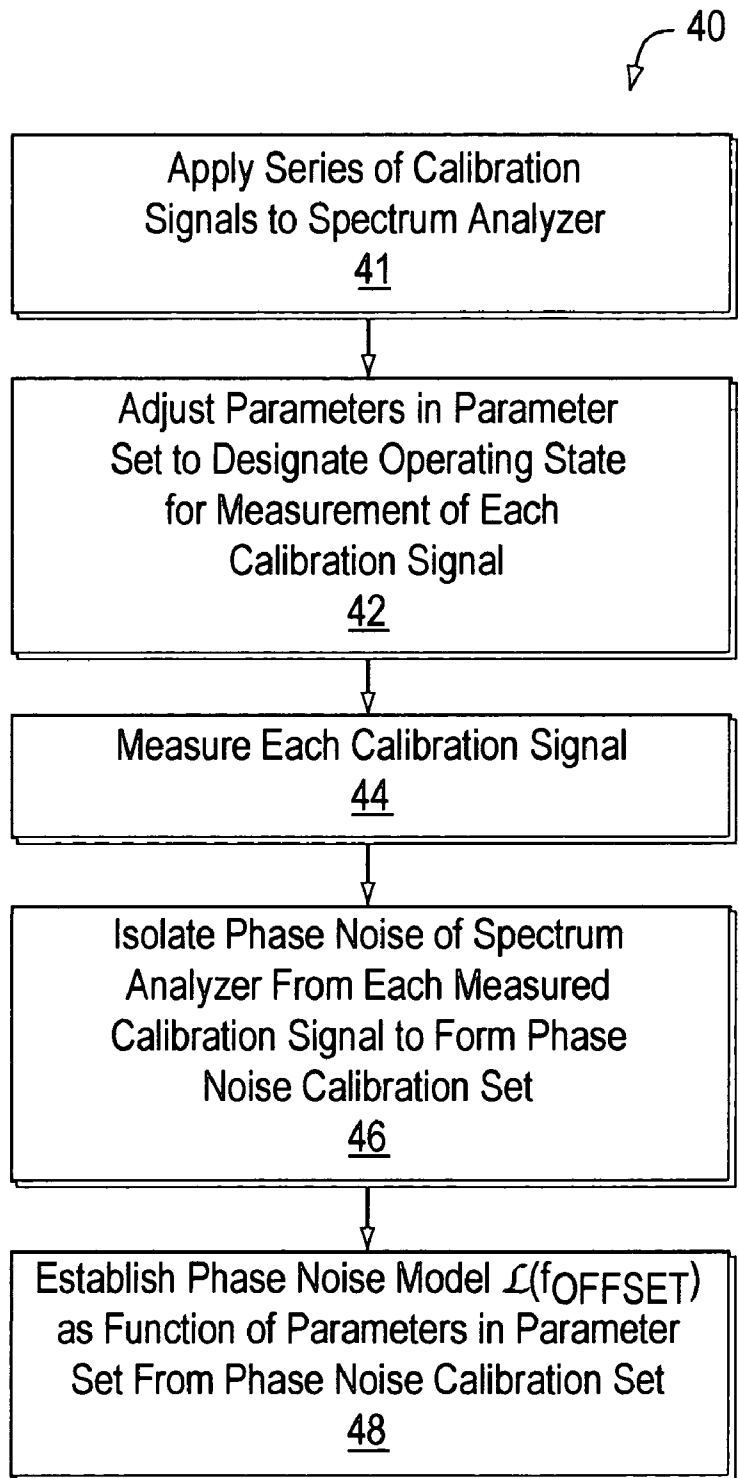 40
Apply Series of Calibration
Signals to Spectrum Analyzer
41
Adjust Parameters in Parameter
Set to Designate Operating State
for Measurement of Each
Calibration Signal
42
Measure Each Calibration Signal
44
Isolate Phase Noise of Spectrum
Analyzer From Each Measured
Calibration Signal to Form Phase
Noise Calibration Set
46
Establish Phase Noise Model ℒ(fOFFSET)
as Function of Parameters in Parameter
Set From Phase Noise Calibration Set
48